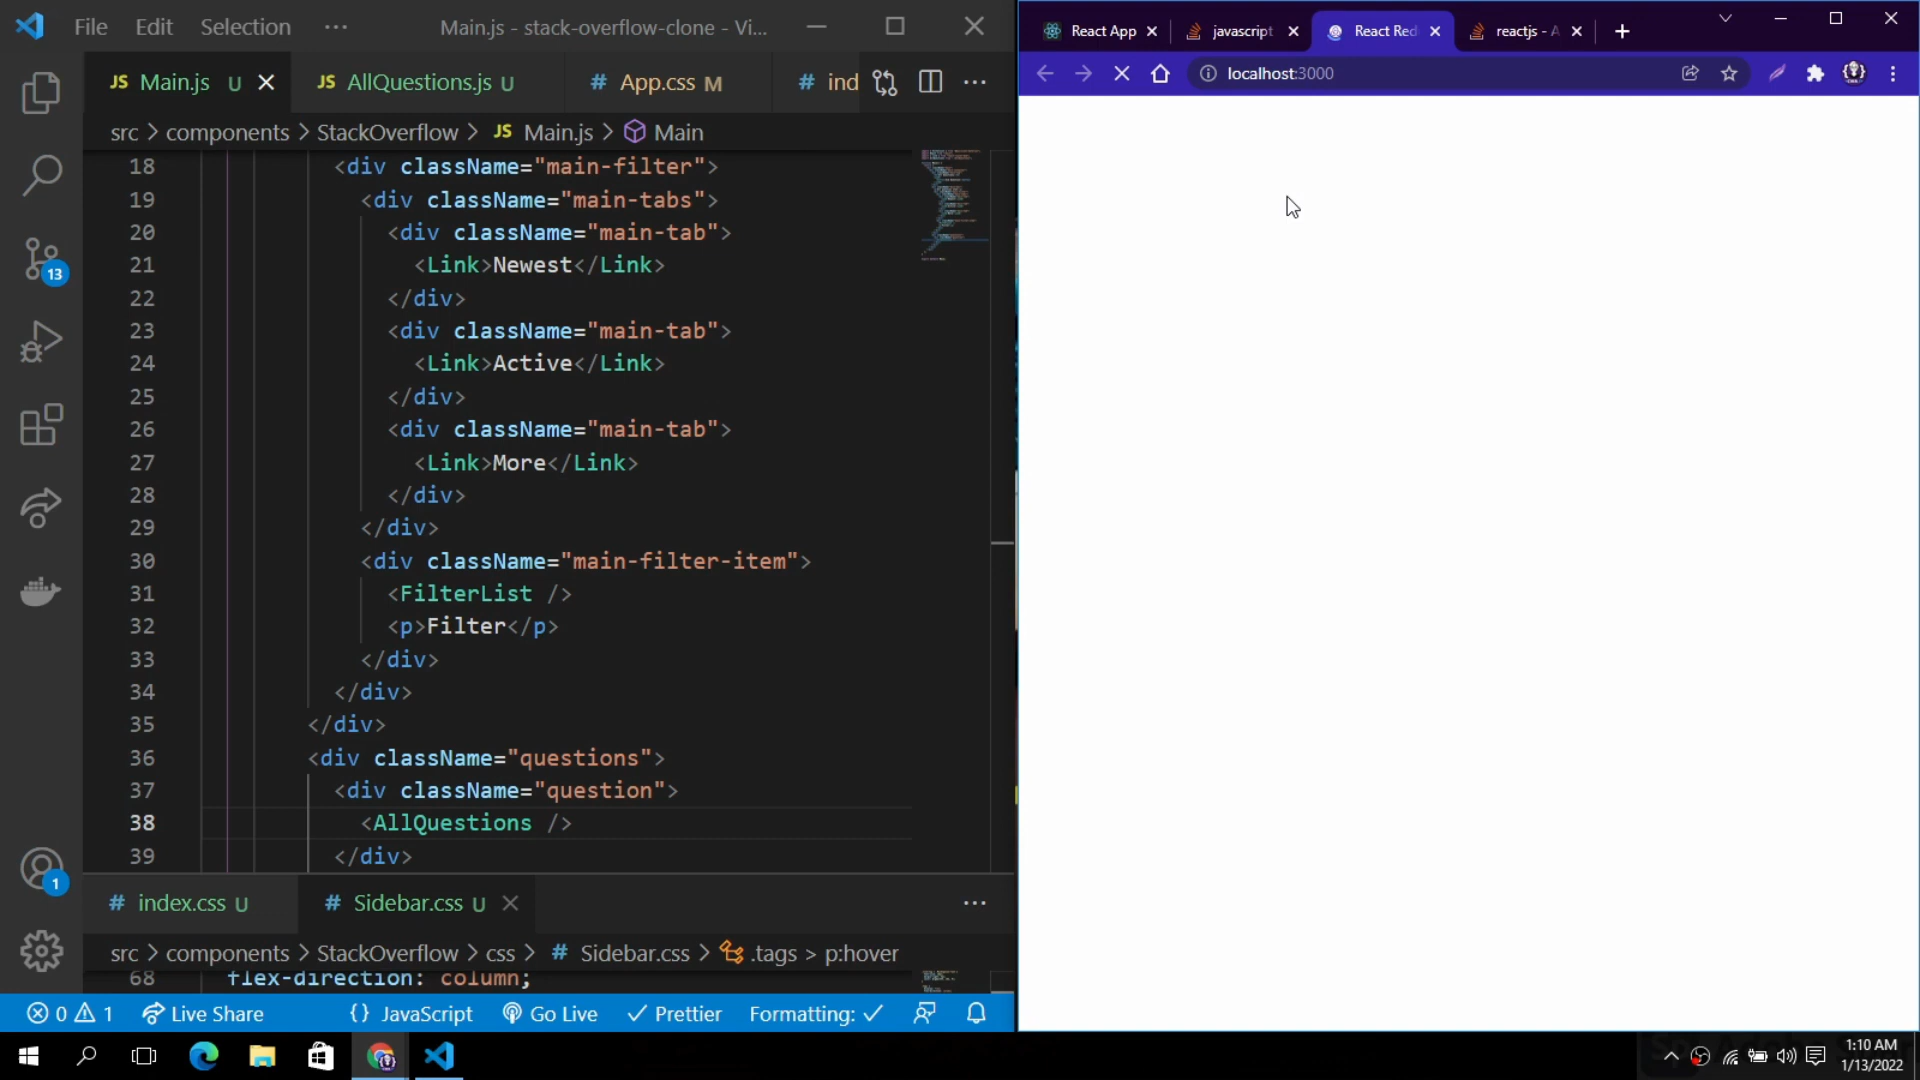 File Edit Selection ··· Main.js - stack-overflow-clone - Vi...
JS Main.js U JS AllQuestions.js U # App.css M # ind ···
src > components > StackOverflow > JS Main.js > Main
18 <div className="main-filter">
19 <div className="main-tabs">
20 <div className="main-tab">
21 <Link>Newest</Link>
22 </div>
23 <div className="main-tab">
24 <Link>Active</Link>
25 </div>
26 <div className="main-tab">
27 <Link>More</Link>
28 </div>
29 </div>
30 <div className="main-filter-item">
31 <FilterList />
32 <p>Filter</p>
33 </div>
34 </div>
35 </div>
36 <div className="questions">
37 <div className="question">
38 <AllQuestions />
39 </div>
13
1
# index.css U # Sidebar.css U ···
src > components > StackOverflow > css > # Sidebar.css > .tags > p:hover
68 flex-direction: column;
0 1 Live Share {} JavaScript Go Live Prettier Formatting:
React App javascript React Red reactjs - A
localhost:3000
1:10 AM
1/13/2022